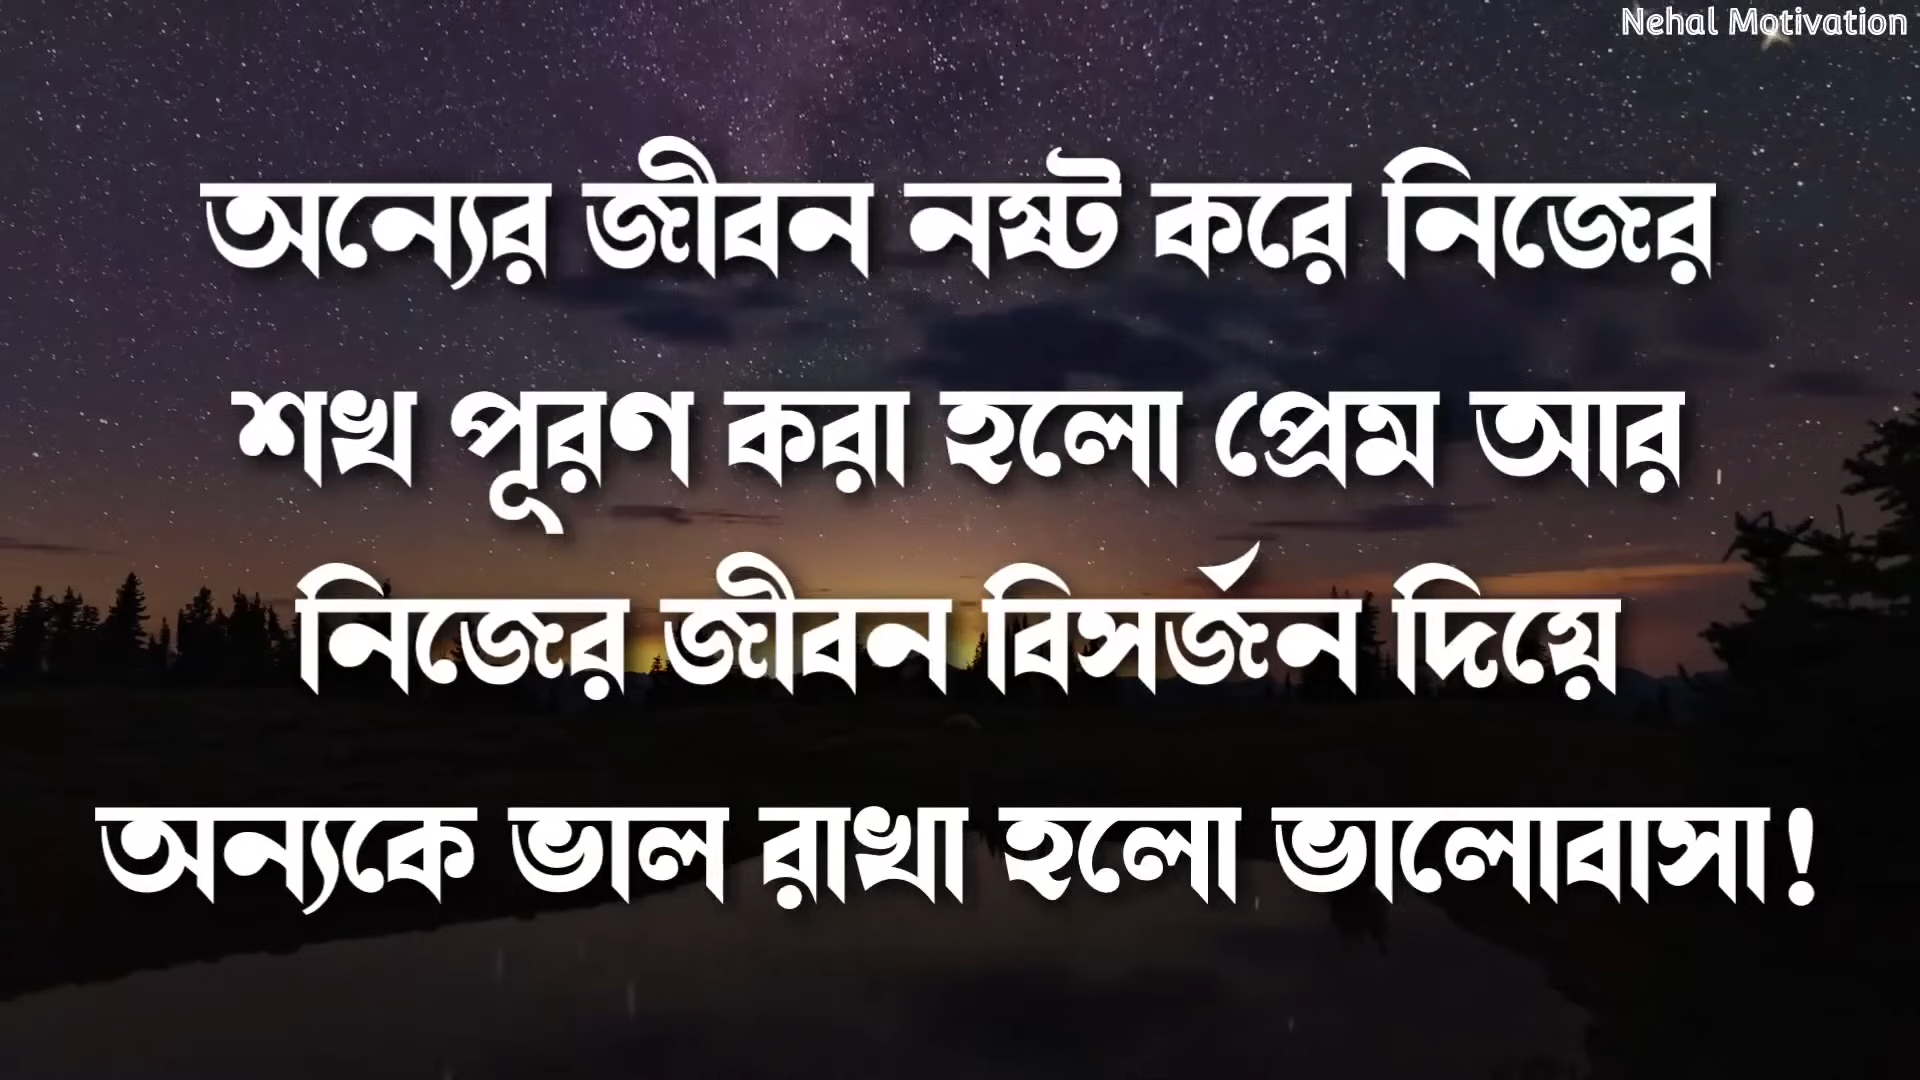 Nehal Motivation
অন্যের জীবন নষ্ট করে নিজের
শখ পূরণ করা হলো প্রেম আর
নিজের জীবন বিসর্জন দিয়ে
অন্যকে ভাল রাখা হলো ভালোবাসা!